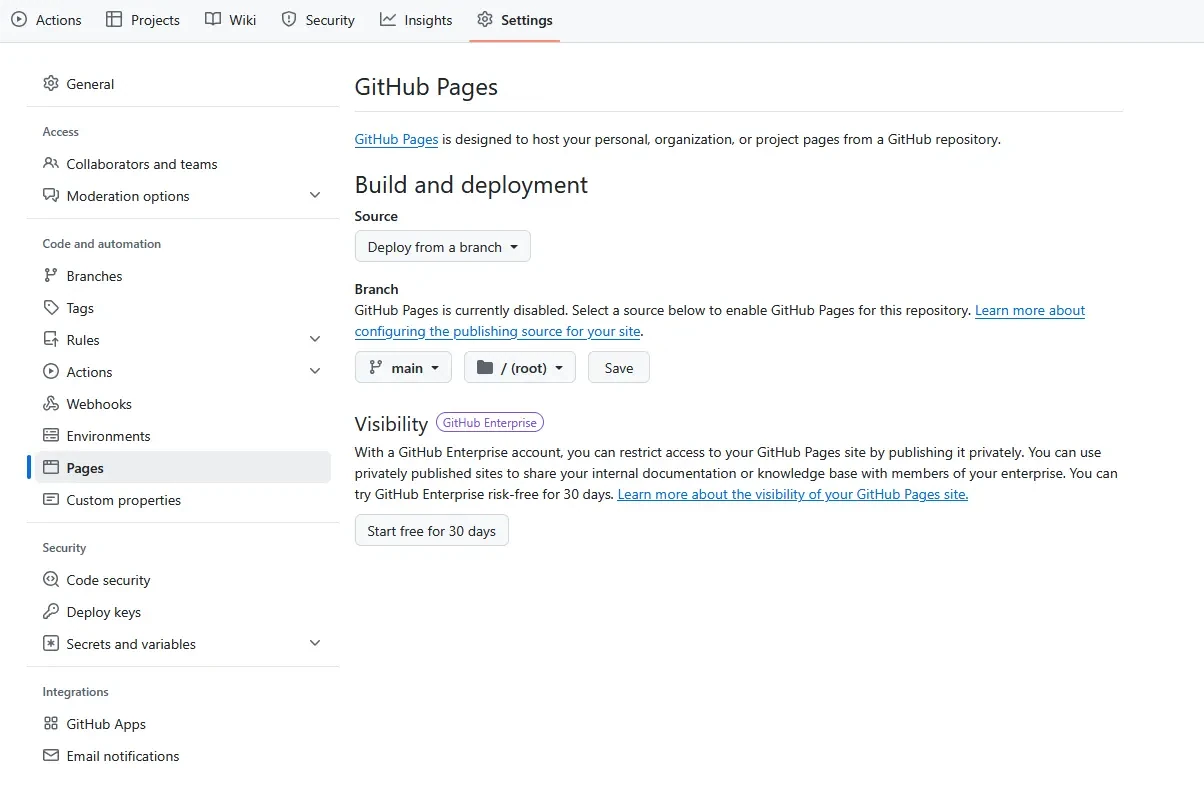 Actions Projects Wiki Security Insights Settings
General
Access
Collaborators and teams
Moderation options
Code and automation
Branches
Tags
Rules
Actions
Webhooks
Environments
Pages
Custom properties
Security
Code security
Deploy keys
Secrets and variables
Integrations
GitHub Apps
Email notifications
GitHub Pages
GitHub Pages is designed to host your personal, organization, or project pages from a GitHub repository.
Build and deployment
Source
Deploy from a branch
Branch
GitHub Pages is currently disabled. Select a source below to enable GitHub Pages for this repository. Learn more about
configuring the publishing source for your site.
main / (root) Save
Visibility GitHub Enterprise
With a GitHub Enterprise account, you can restrict access to your GitHub Pages site by publishing it privately. You can use
privately published sites to share your internal documentation or knowledge base with members of your enterprise. You can
try GitHub Enterprise risk-free for 30 days. Learn more about the visibility of your GitHub Pages site.
Start free for 30 days